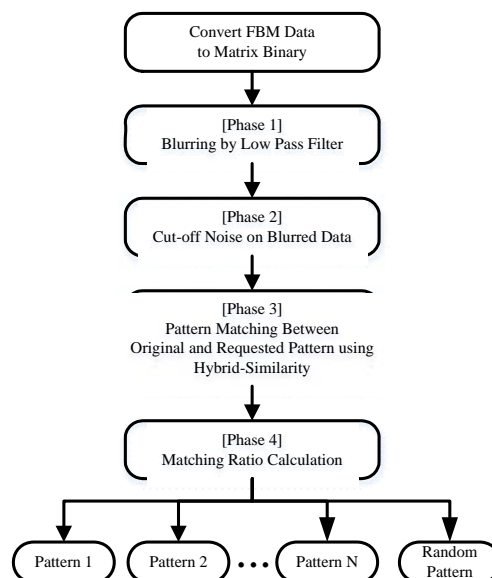 Convert FBM Data
to Matrix Binary
[Phase 1]
Blurring by Low Pass Filter
[Phase 2]
Cut-off Noise on Blurred Data
[Phase 3]
Pattern Matching Between
Original and Requested Pattern using
Hybrid-Similarity
[Phase 4]
Matching Ratio Calculation
Pattern 1
Pattern 2
•••
Pattern N
Random
Pattern